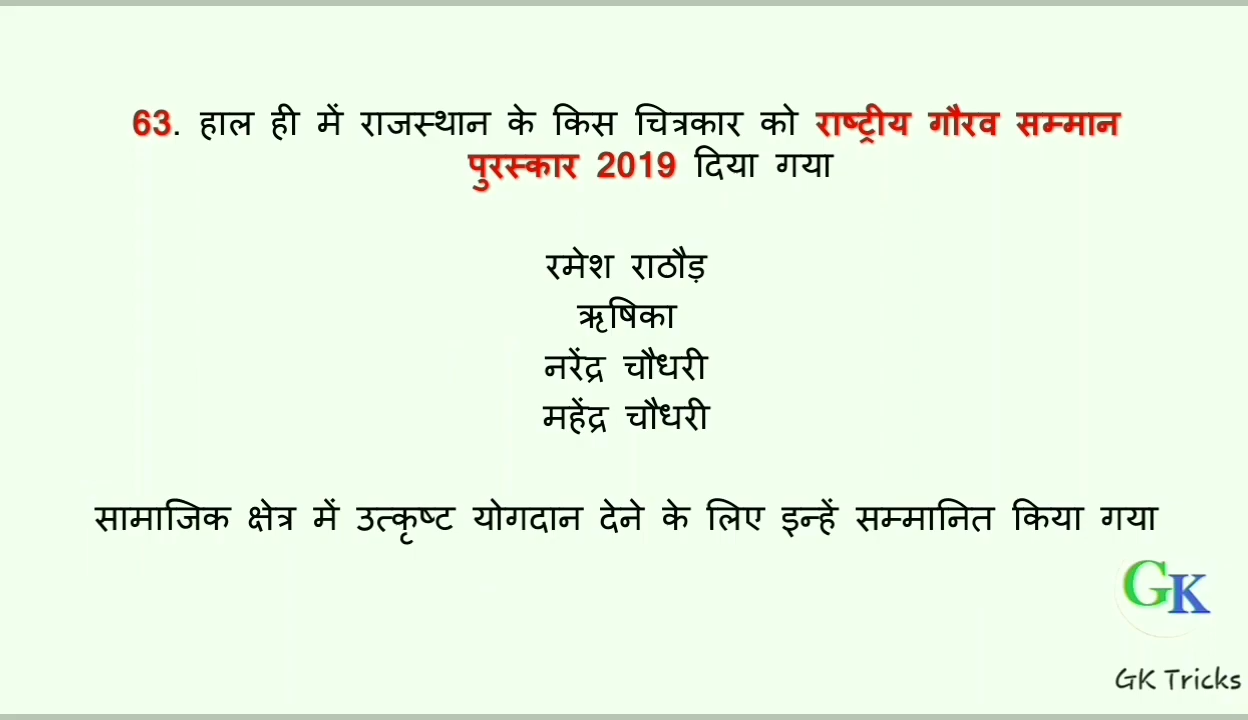 63. हाल ही में राजस्थान के किस चित्रकार को राष्ट्रीय गौरव सम्मान
पुरस्कार 2019 दिया गया
रमेश राठौड़
ऋषिका
नरेंद्र चौधरी
महेंद्र चौधरी
सामाजिक क्षेत्र में उत्कृष्ट योगदान देने के लिए इन्हें सम्मानित किया गया
GK
GK Tricks